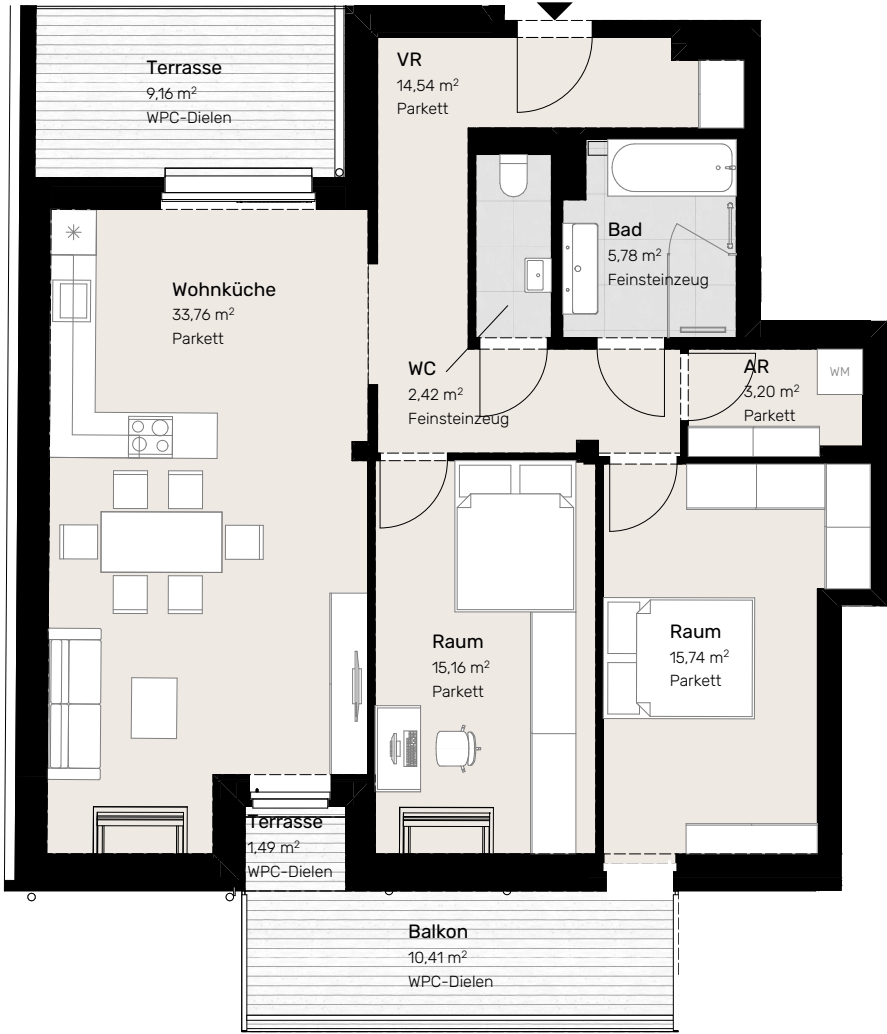 Terrasse
9,16 m²
WPC-Dielen
VR
14,54 m²
Parkett
Bad
5,78 m²
Feinsteinzeug
Wohnküche
33,76 m²
Parkett
WC
2,42 m²
Feinsteinzeug
AR
3,20 m²
Parkett
WM
Raum
15,16 m²
Parkett
Raum
15,74 m²
Parkett
Terrasse
1,49 m²
WPC-Dielen
Balkon
10,41 m²
WPC-Dielen